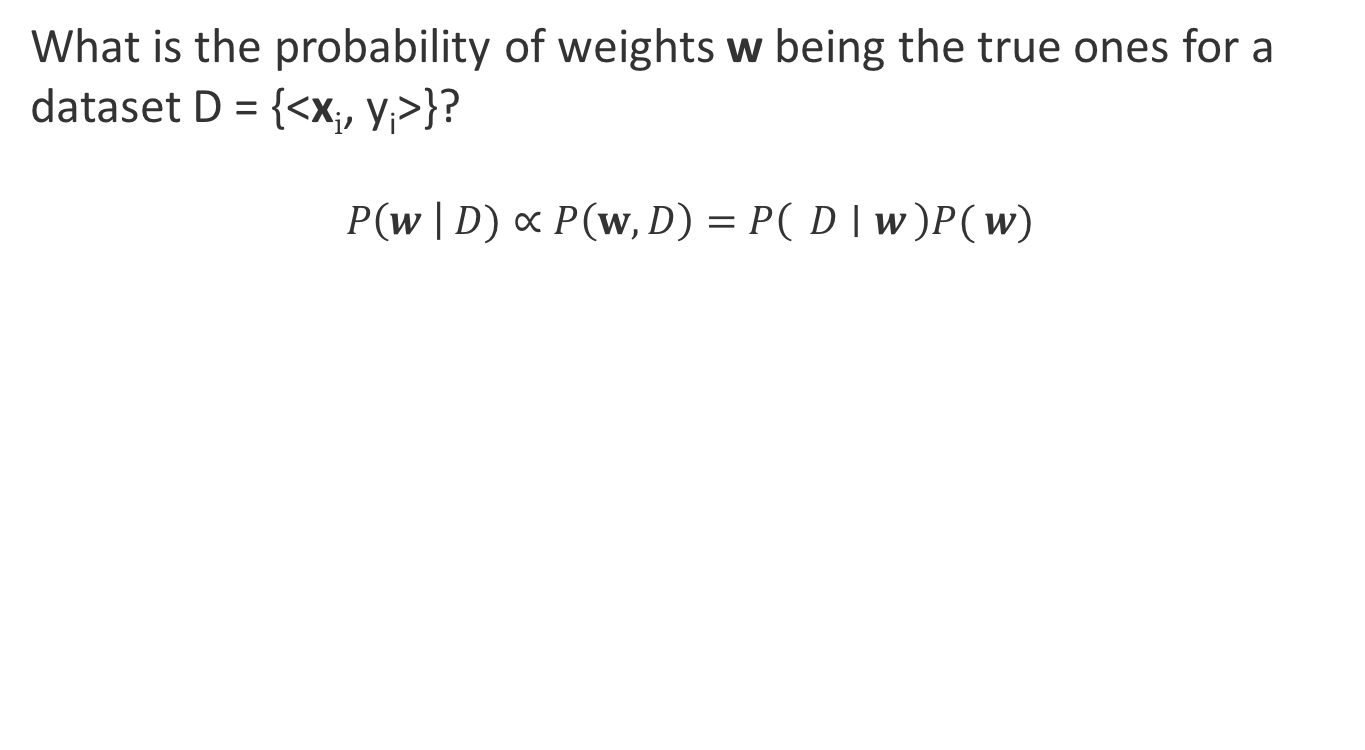 What is the probability of weights w being the true ones for a
dataset D = {<xᵢ, yᵢ>}?
P(w | D) ∝ P(w, D) = P( D | w )P( w)